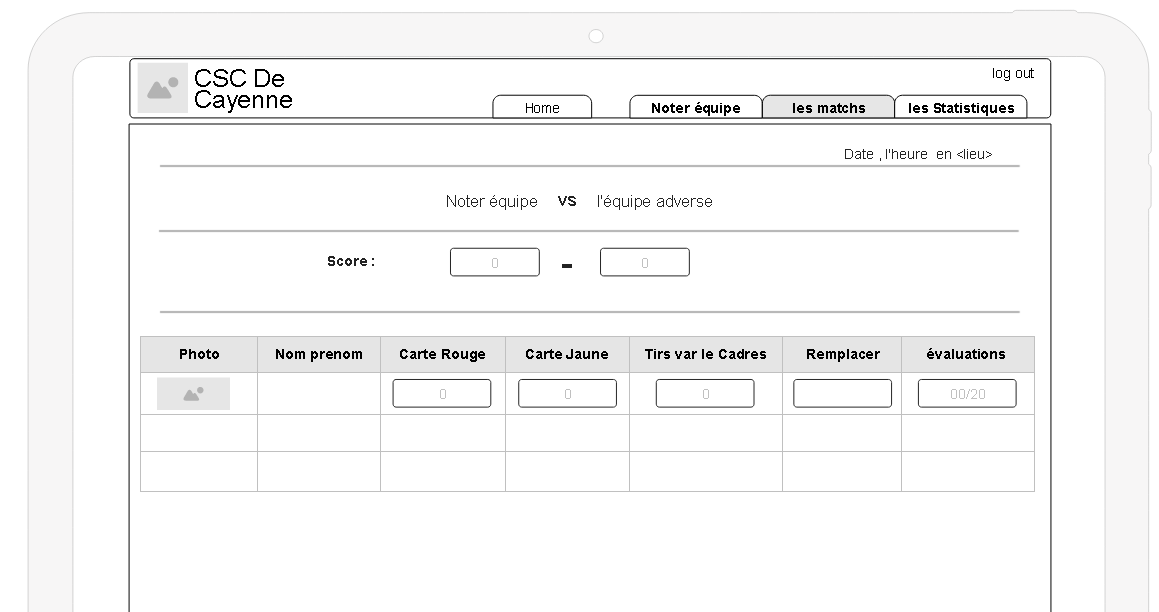 CSC De
Cayenne
log out
Home
Noter équipe
les matchs
les Statistiques
Date , l'heure en <lieu>
Noter équipe vs l'équipe adverse
Score : 0 - 0
Photo Nom prenom Carte Rouge Carte Jaune Tirs var le Cadres Remplacer évaluations
0 0 0 00/20